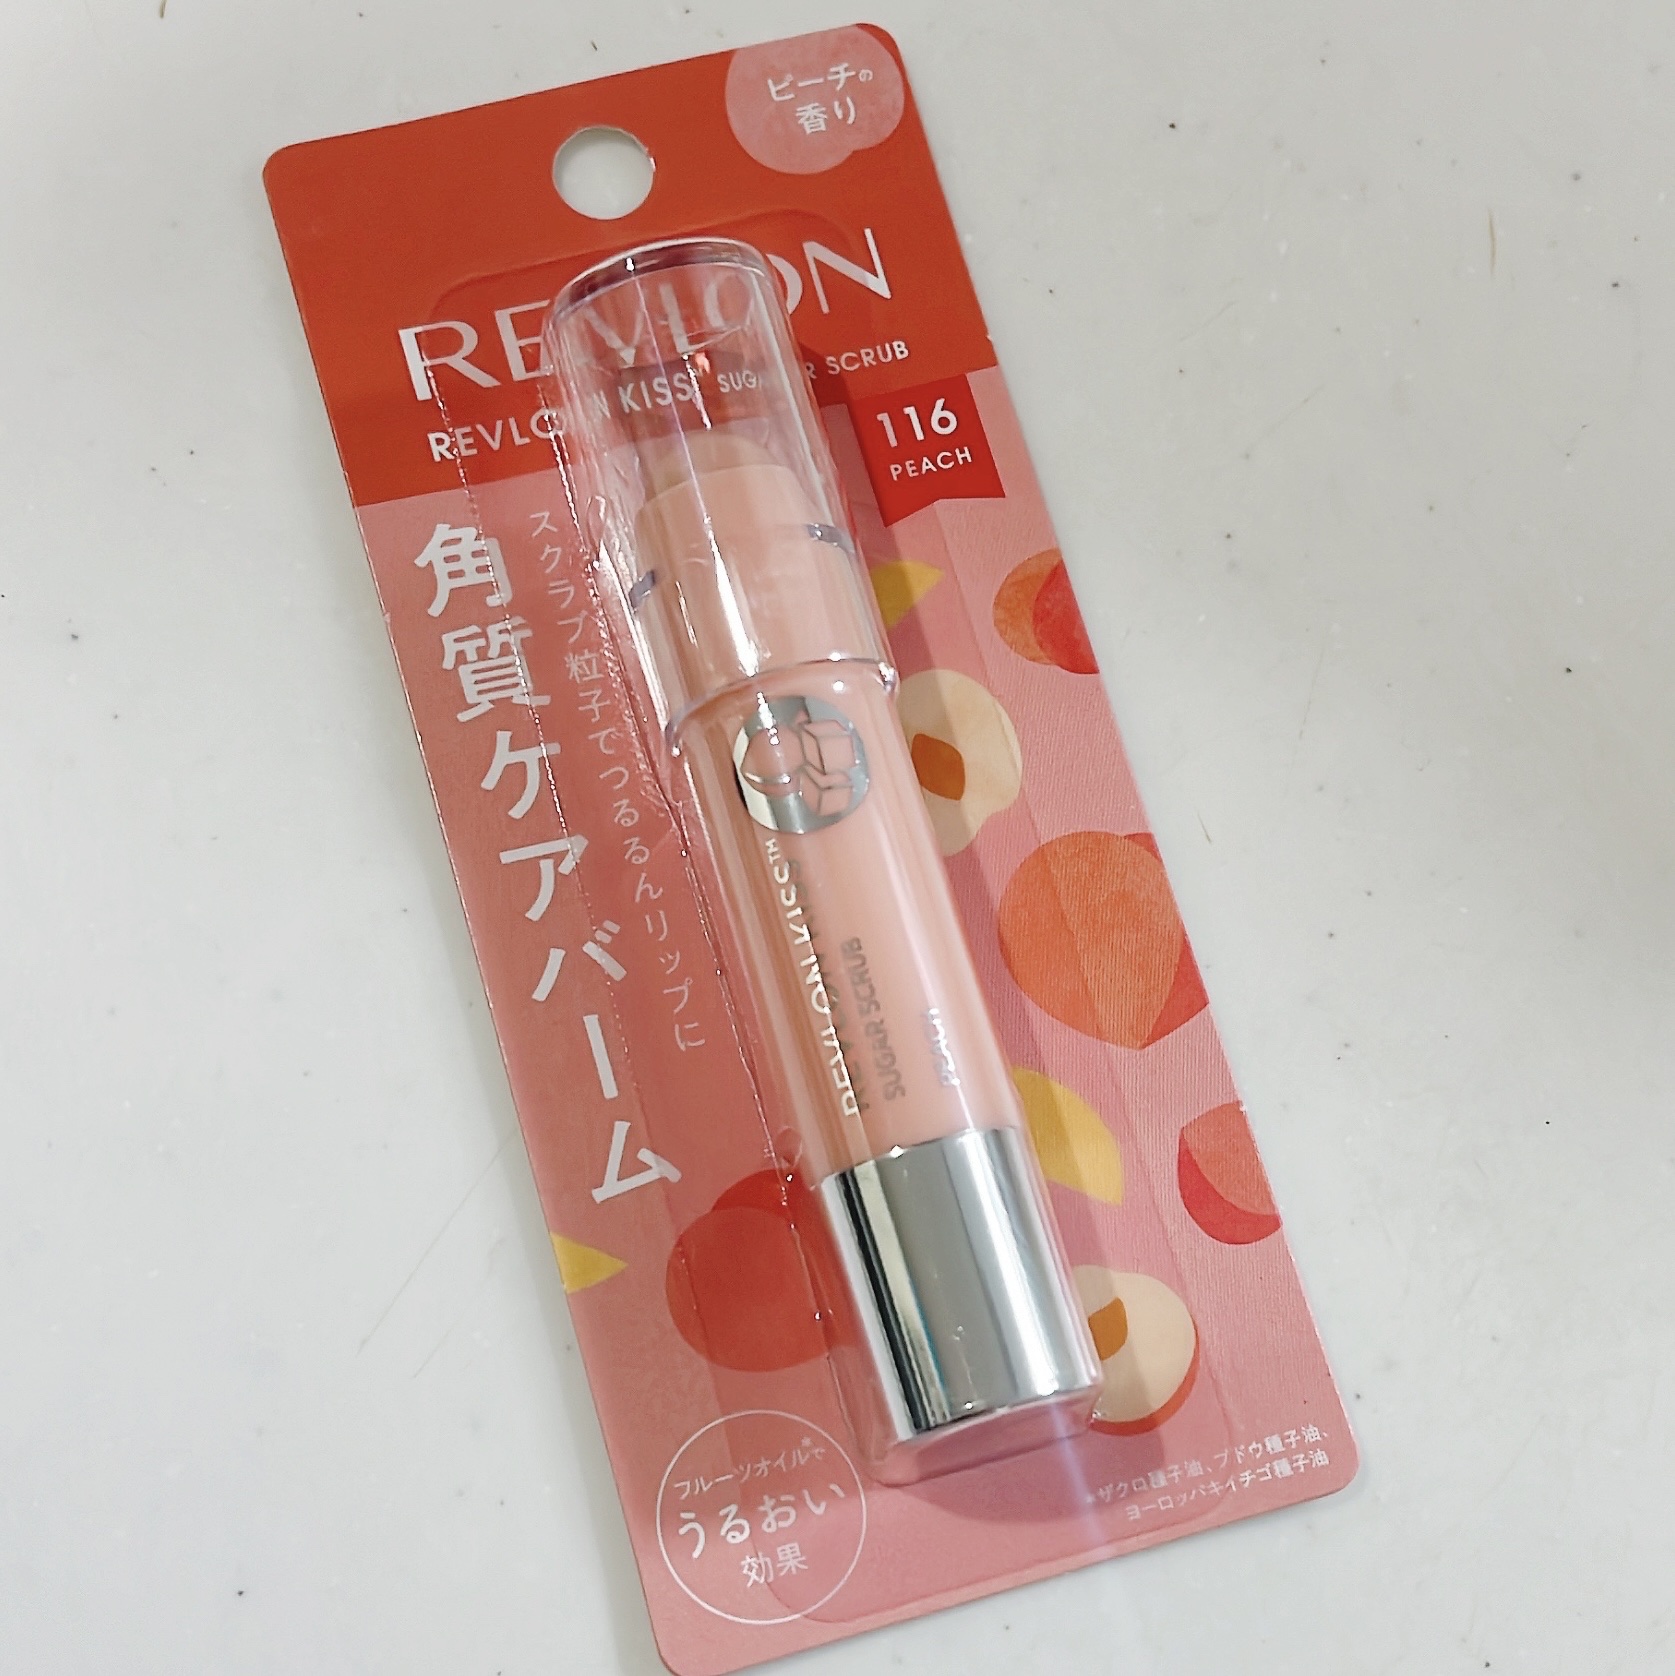 ピーチの
香り
REVLON
REVLON KISS™ SUGAR SCRUB
116
PEACH
角質ケアバーム
スクラブ粒子でつるるんリップに
REVLON KISS™
SUGAR SCRUB
PEACH
フルーツオイル*で
うるおい
効果
*ザクロ種子油、ブドウ種子油、
ヨーロッパキイチゴ種子油